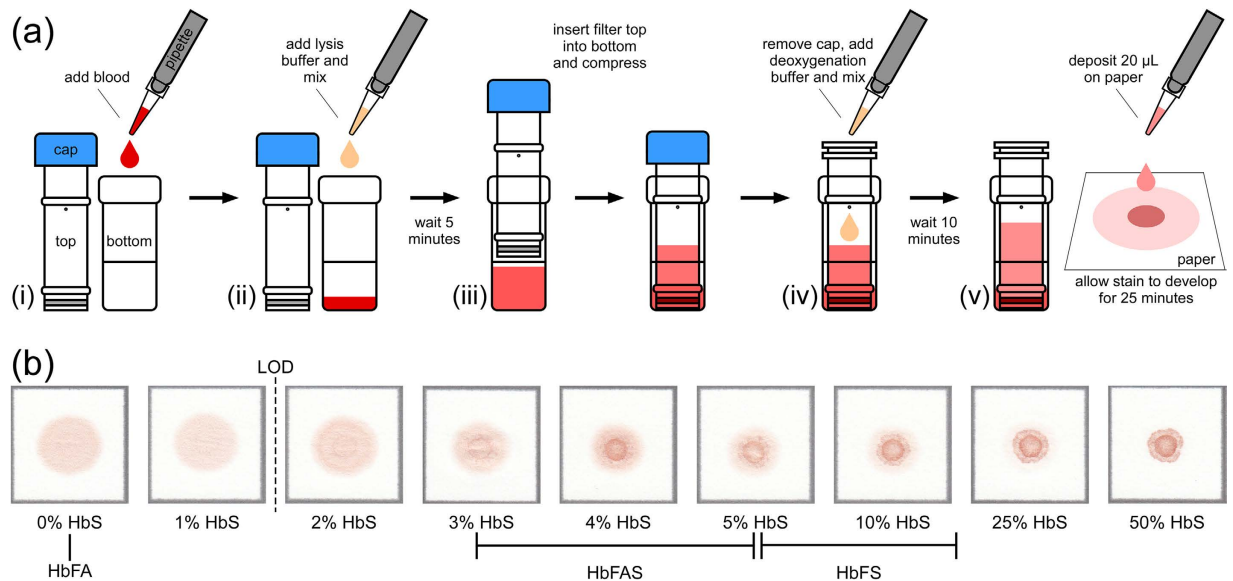 (a)
add blood
pipette
cap
top
bottom
(i)
add lysis
buffer and
mix
(ii)
wait 5
minutes
(iii)
insert filter top
into bottom
and compress
remove cap, add
deoxygenation
buffer and mix
(iv)
wait 10
minutes
(v)
deposit 20 µL
on paper
paper
allow stain to develop
for 25 minutes
(b)
LOD
0% HbS
1% HbS
2% HbS
3% HbS
4% HbS
5% HbS
10% HbS
25% HbS
50% HbS
HbFA
HbFAS
HbFS